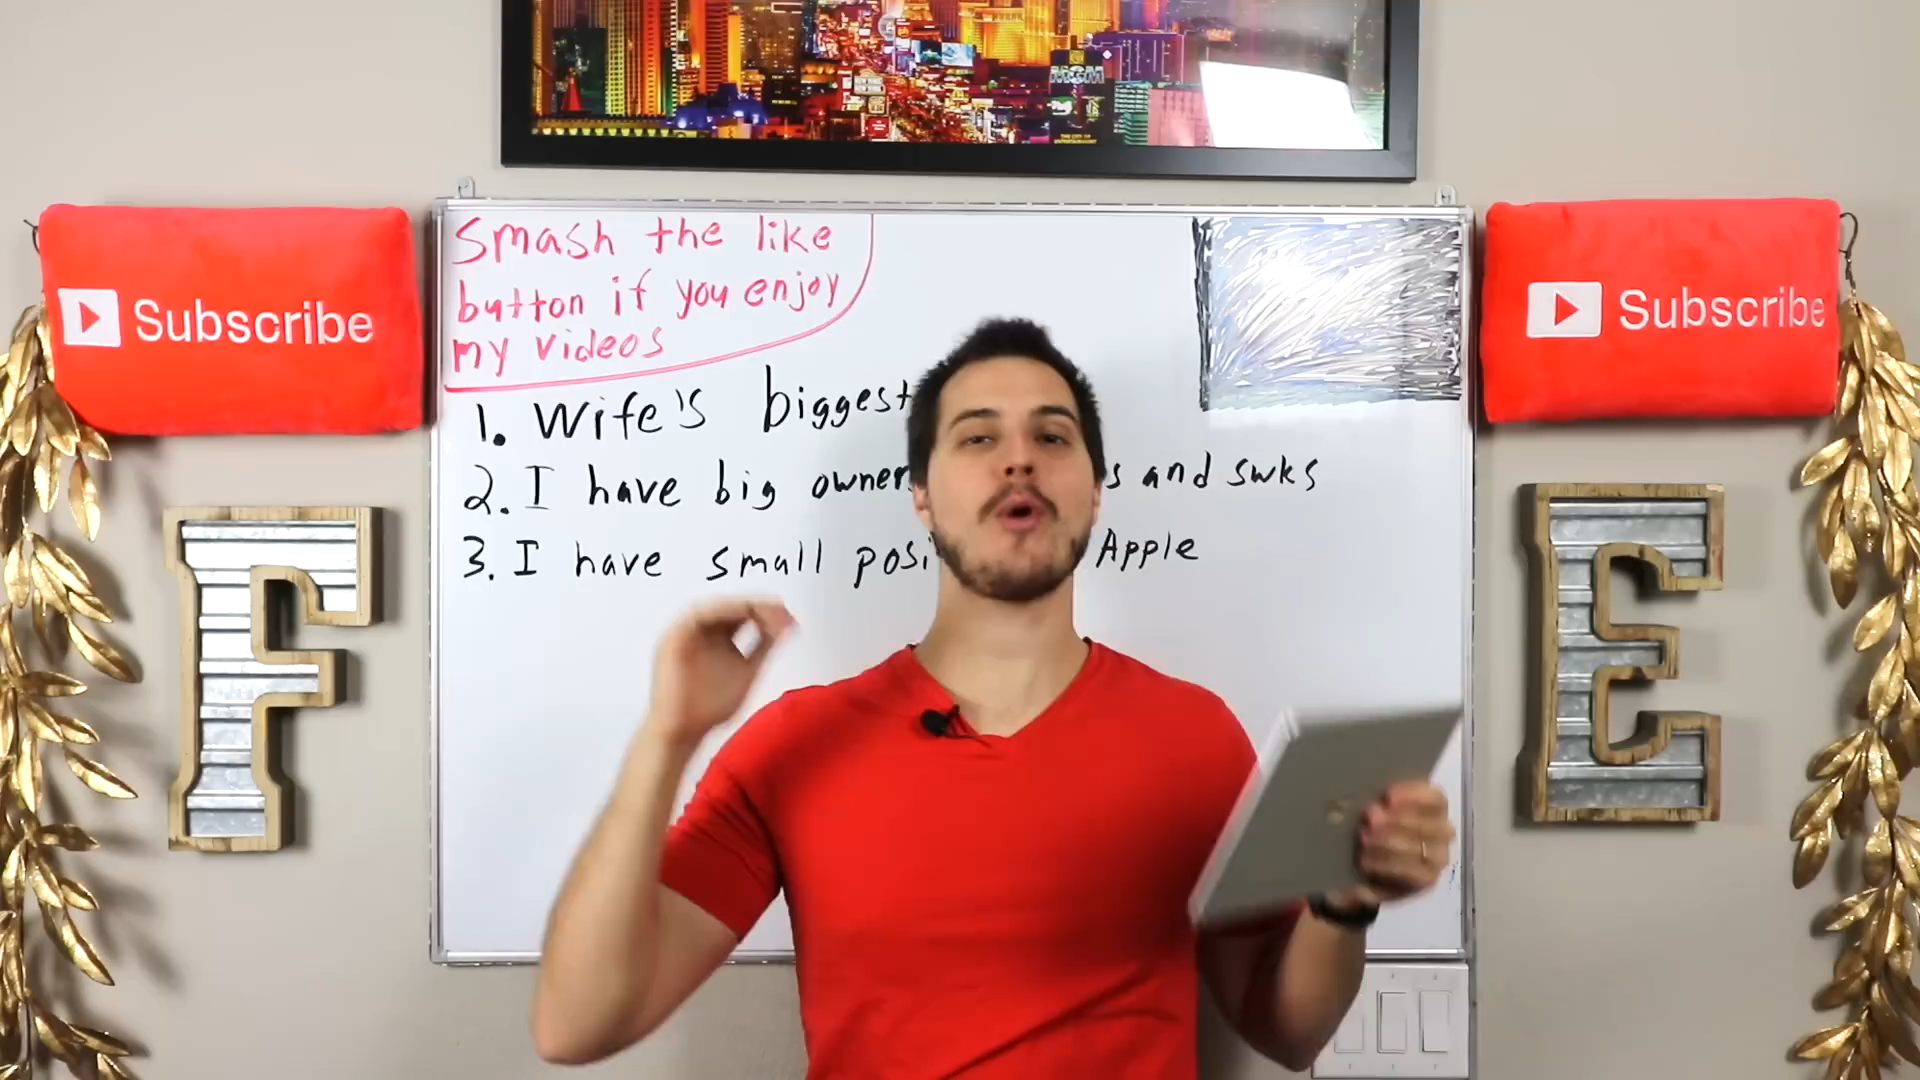 MGM
Subscribe
Subscribe
Smash the like
button if you enjoy
my videos
1. Wife's biggest
2. I have big owner s and swks
3. I have small posi Apple
F E